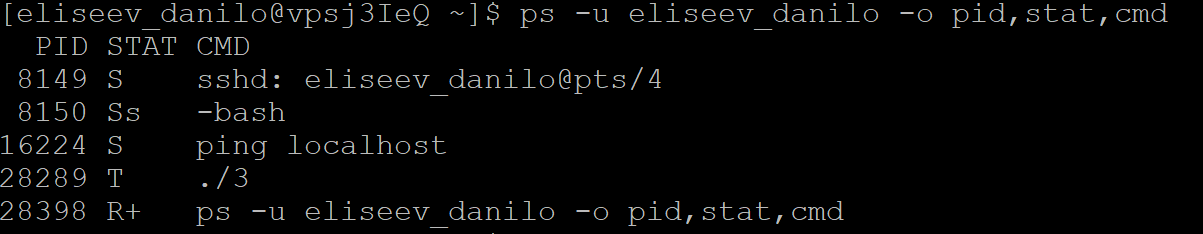 [eliseev_danilo@vpsj3IeQ ~]$ ps -u eliseev_danilo -o pid,stat,cmd
  PID STAT CMD
 8149 S    sshd: eliseev_danilo@pts/4
 8150 Ss   -bash
16224 S    ping localhost
28289 T    ./3
28398 R+   ps -u eliseev_danilo -o pid,stat,cmd